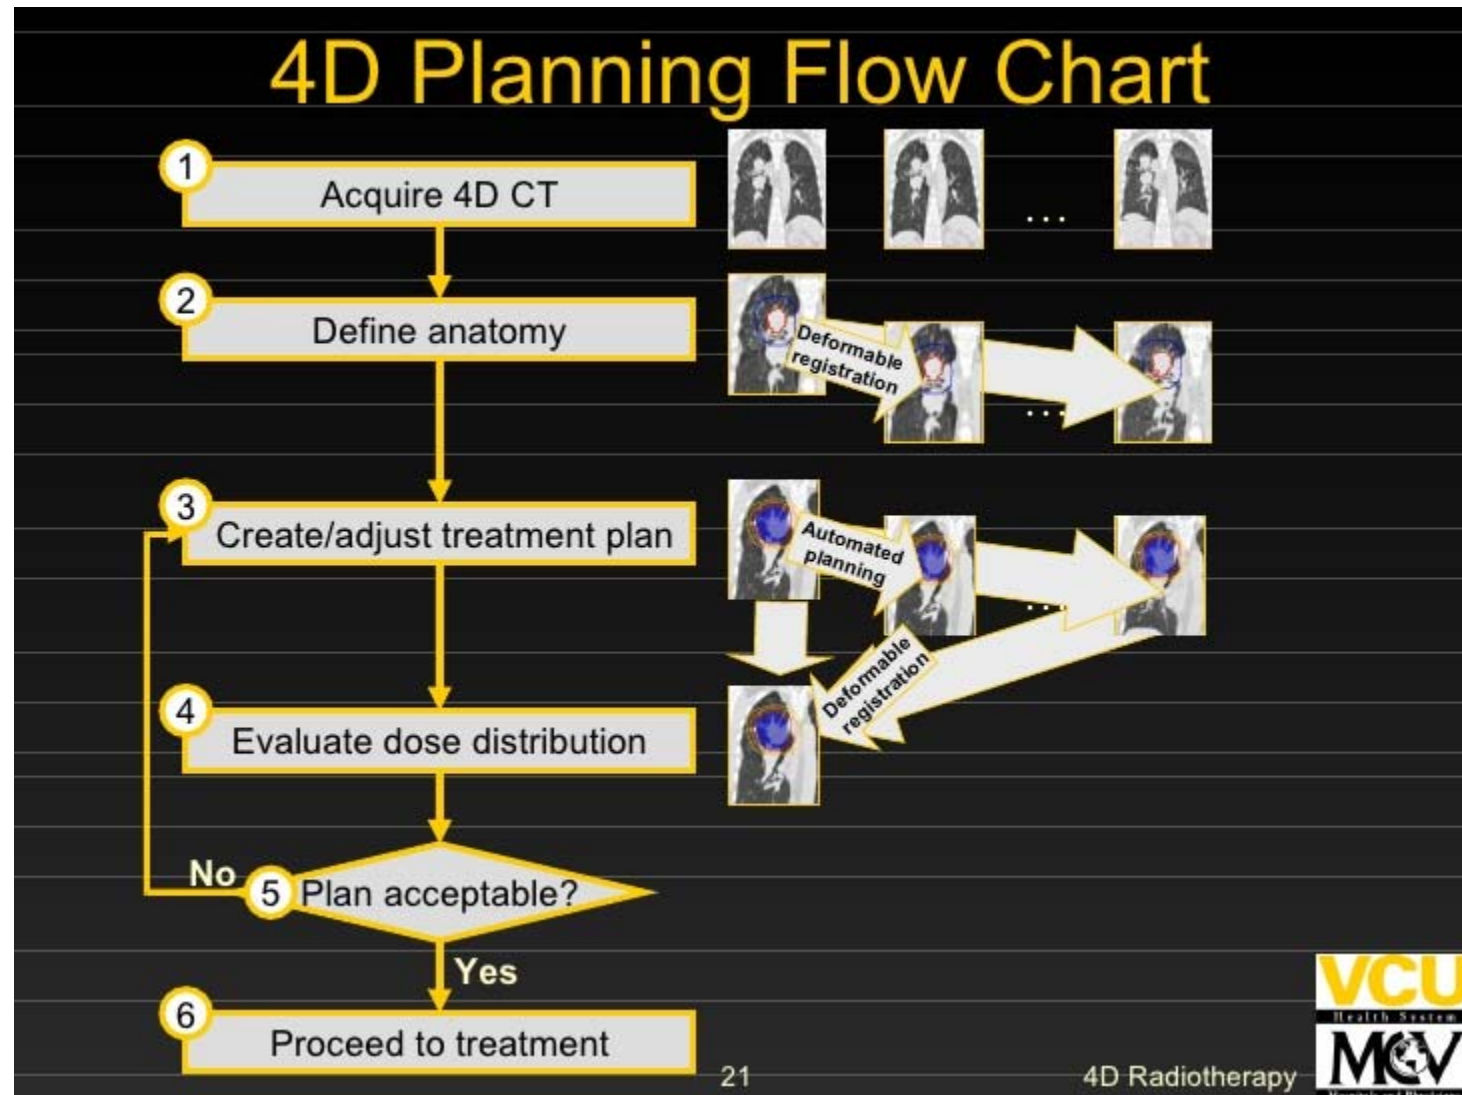 4D Planning Flow Chart
1
Acquire 4D CT
...
2
Define anatomy
Deformable
registration
...
3
Create/adjust treatment plan
Automated
planning
...
4
Evaluate dose distribution
Deformable
registration
No
5 Plan acceptable?
Yes
6
Proceed to treatment
21
4D Radiotherapy
VCU
Health System
MCV